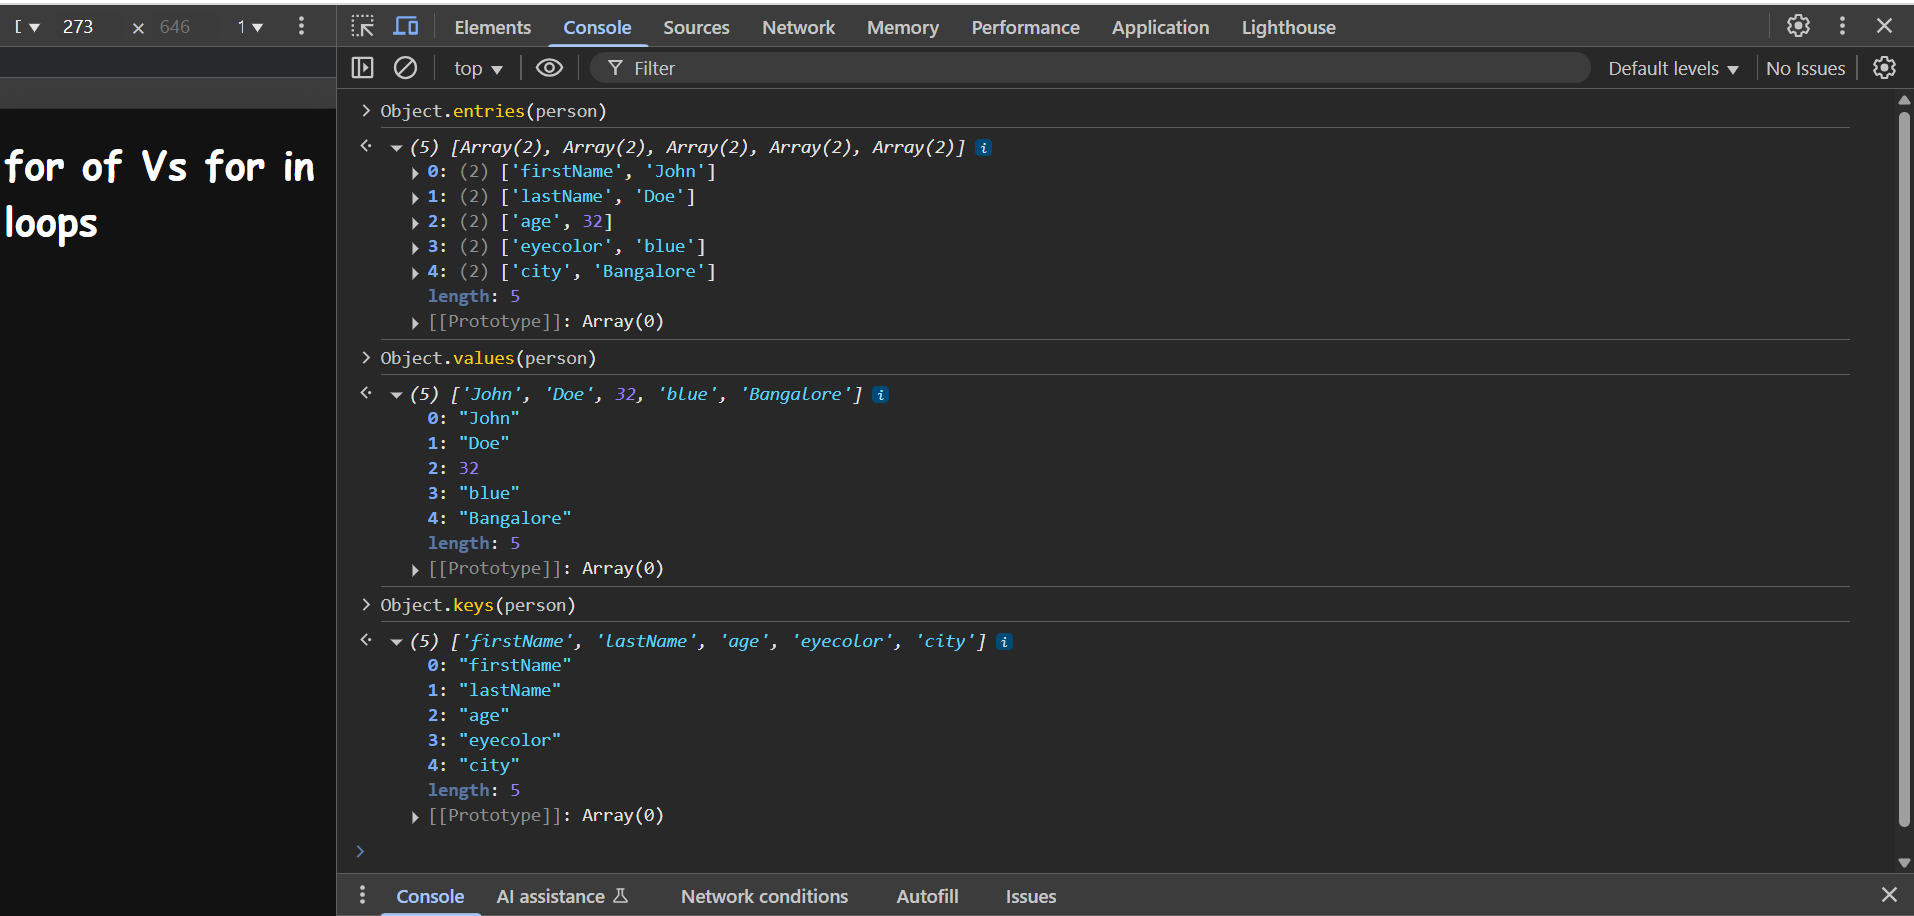 273 × 646 1
Elements Console Sources Network Memory Performance Application Lighthouse
top Filter Default levels No Issues
for of Vs for in
loops
> Object.entries(person)
(5) [Array(2), Array(2), Array(2), Array(2), Array(2)] i
0: (2) ['firstName', 'John']
1: (2) ['lastName', 'Doe']
2: (2) ['age', 32]
3: (2) ['eyecolor', 'blue']
4: (2) ['city', 'Bangalore']
length: 5
[[Prototype]]: Array(0)
> Object.values(person)
(5) ['John', 'Doe', 32, 'blue', 'Bangalore'] i
0: "John"
1: "Doe"
2: 32
3: "blue"
4: "Bangalore"
length: 5
[[Prototype]]: Array(0)
> Object.keys(person)
(5) ['firstName', 'lastName', 'age', 'eyecolor', 'city'] i
0: "firstName"
1: "lastName"
2: "age"
3: "eyecolor"
4: "city"
length: 5
[[Prototype]]: Array(0)
>
Console AI assistance Network conditions Autofill Issues